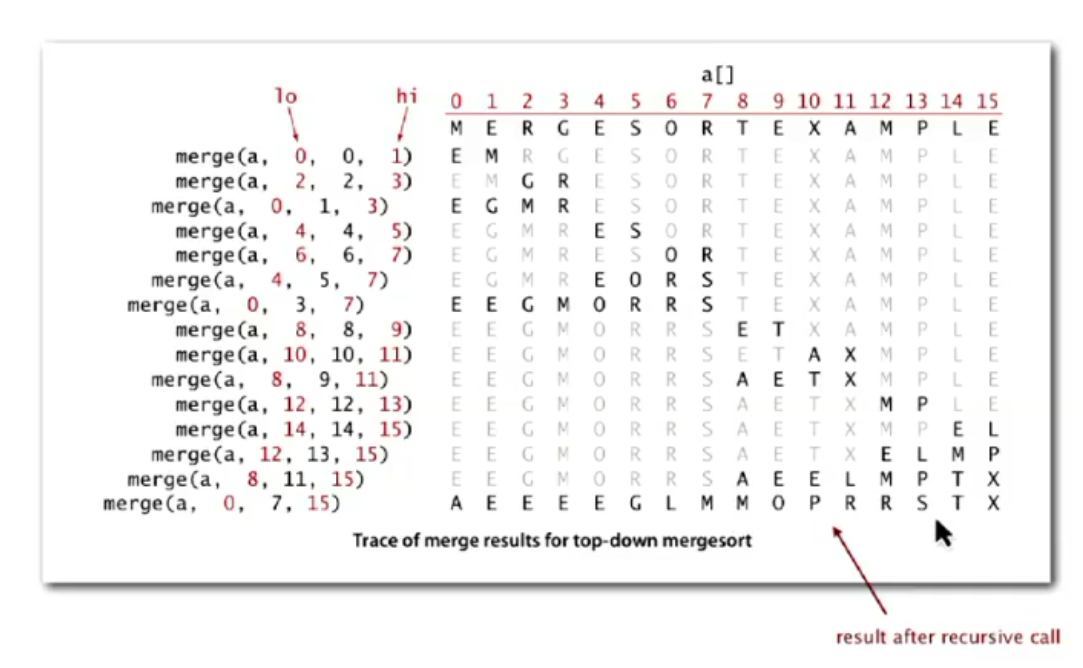 a[]
lo hi 0 1 2 3 4 5 6 7 8 9 10 11 12 13 14 15
M E R G E S O R T E X A M P L E
merge(a, 0, 0, 1) E M R G E S O R T E X A M P L E
merge(a, 2, 2, 3) E M G R E S O R T E X A M P L E
merge(a, 0, 1, 3) E G M R E S O R T E X A M P L E
merge(a, 4, 4, 5) E G M R E S O R T E X A M P L E
merge(a, 6, 6, 7) E G M R E S O R T E X A M P L E
merge(a, 4, 5, 7) E G M R E O R S T E X A M P L E
merge(a, 0, 3, 7) E E G M O R R S T E X A M P L E
merge(a, 8, 8, 9) E E G M O R R S E T X A M P L E
merge(a, 10, 10, 11) E E G M O R R S E T A X M P L E
merge(a, 8, 9, 11) E E G M O R R S A E T X M P L E
merge(a, 12, 12, 13) E E G M O R R S A E T X M P L E
merge(a, 14, 14, 15) E E G M O R R S A E T X M P E L
merge(a, 12, 13, 15) E E G M O R R S A E T X E L M P
merge(a, 8, 11, 15) E E G M O R R S A E E L M P T X
merge(a, 0, 7, 15) A E E E E G L M M O P R R S T X
Trace of merge results for top-down mergesort
result after recursive call